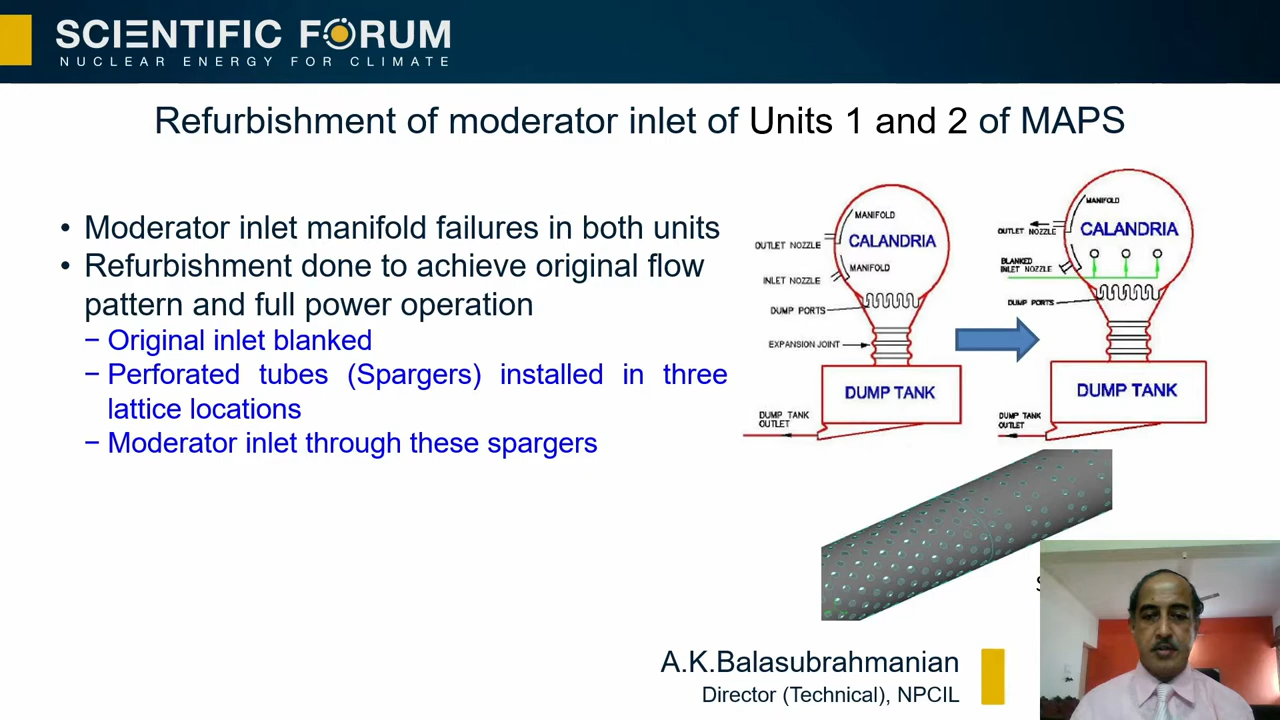 SCIENTIFIC FORUM
NUCLEAR ENERGY FOR CLIMATE
Refurbishment of moderator inlet of Units 1 and 2 of MAPS
• Moderator inlet manifold failures in both units
• Refurbishment done to achieve original flow
pattern and full power operation
− Original inlet blanked
− Perforated tubes (Spargers) installed in three
lattice locations
− Moderator inlet through these spargers
MANIFOLD
OUTLET NOZZLE
CALANDRIA
MANIFOLD
INLET NOZZLE
DUMP PORTS
EXPANSION JOINT
DUMP TANK
DUMP TANK
OUTLET
MANIFOLD
OUTLET NOZZLE
CALANDRIA
BLANKED
INLET NOZZLE
DUMP PORTS
DUMP TANK
DUMP TANK
OUTLET
A.K.Balasubrahmanian
Director (Technical), NPCIL